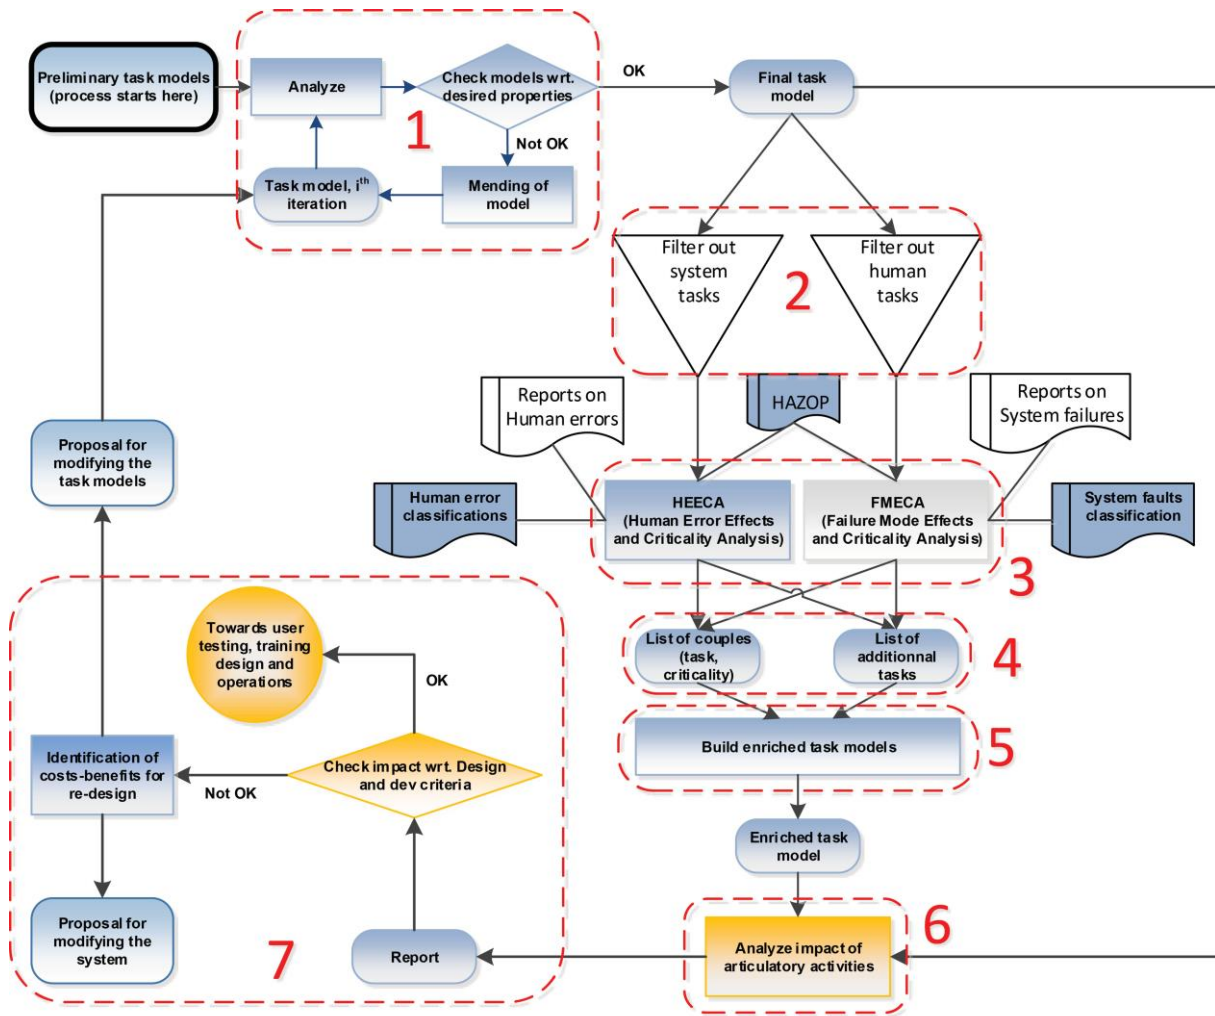 Preliminary task models
(process starts here)
Analyze
Check models wrt.
desired properties
OK
Final task
model
1
Not OK
Task model, iᵗʰ
iteration
Mending of
model
Filter out
system
tasks
2
Filter out
human
tasks
Reports on
Human errors
HAZOP
Reports on
System failures
Proposal for
modifying the
task models
Human error
classifications
HEECA
(Human Error Effects
and Criticality Analysis)
FMECA
(Failure Mode Effects
and Criticality Analysis)
System faults
classification
3
Towards user
testing, training
design and
operations
List of couples
(task,
criticality)
List of
additionnal
tasks
4
OK
Identification of
costs-benefits for
re-design
Not OK
Check impact wrt. Design
and dev criteria
Build enriched task models
5
Enriched task
model
Proposal for
modifying the
system
7
Report
Analyze impact of
articulatory activities
6